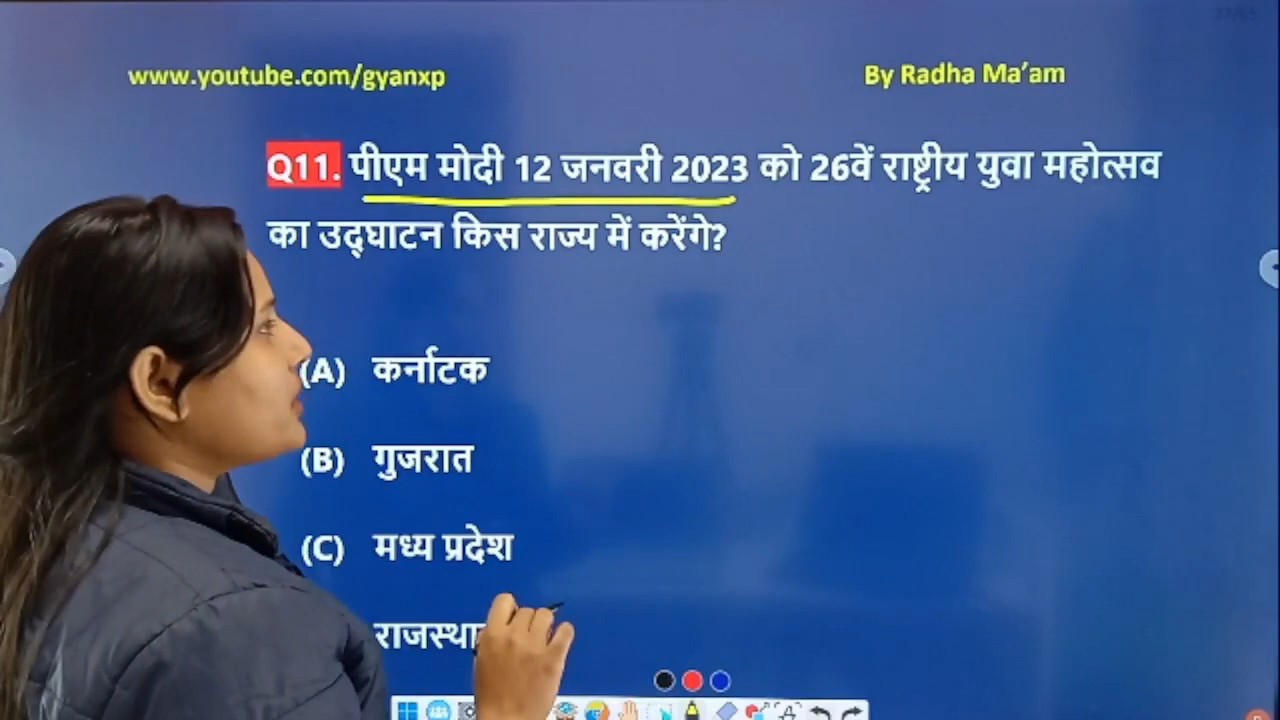 www.youtube.com/gyanxp
By Radha Ma'am
Q11. पीएम मोदी 12 जनवरी 2023 को 26वें राष्ट्रीय युवा महोत्सव
का उद्घाटन किस राज्य में करेंगे?
(A) कर्नाटक
(B) गुजरात
(C) मध्य प्रदेश